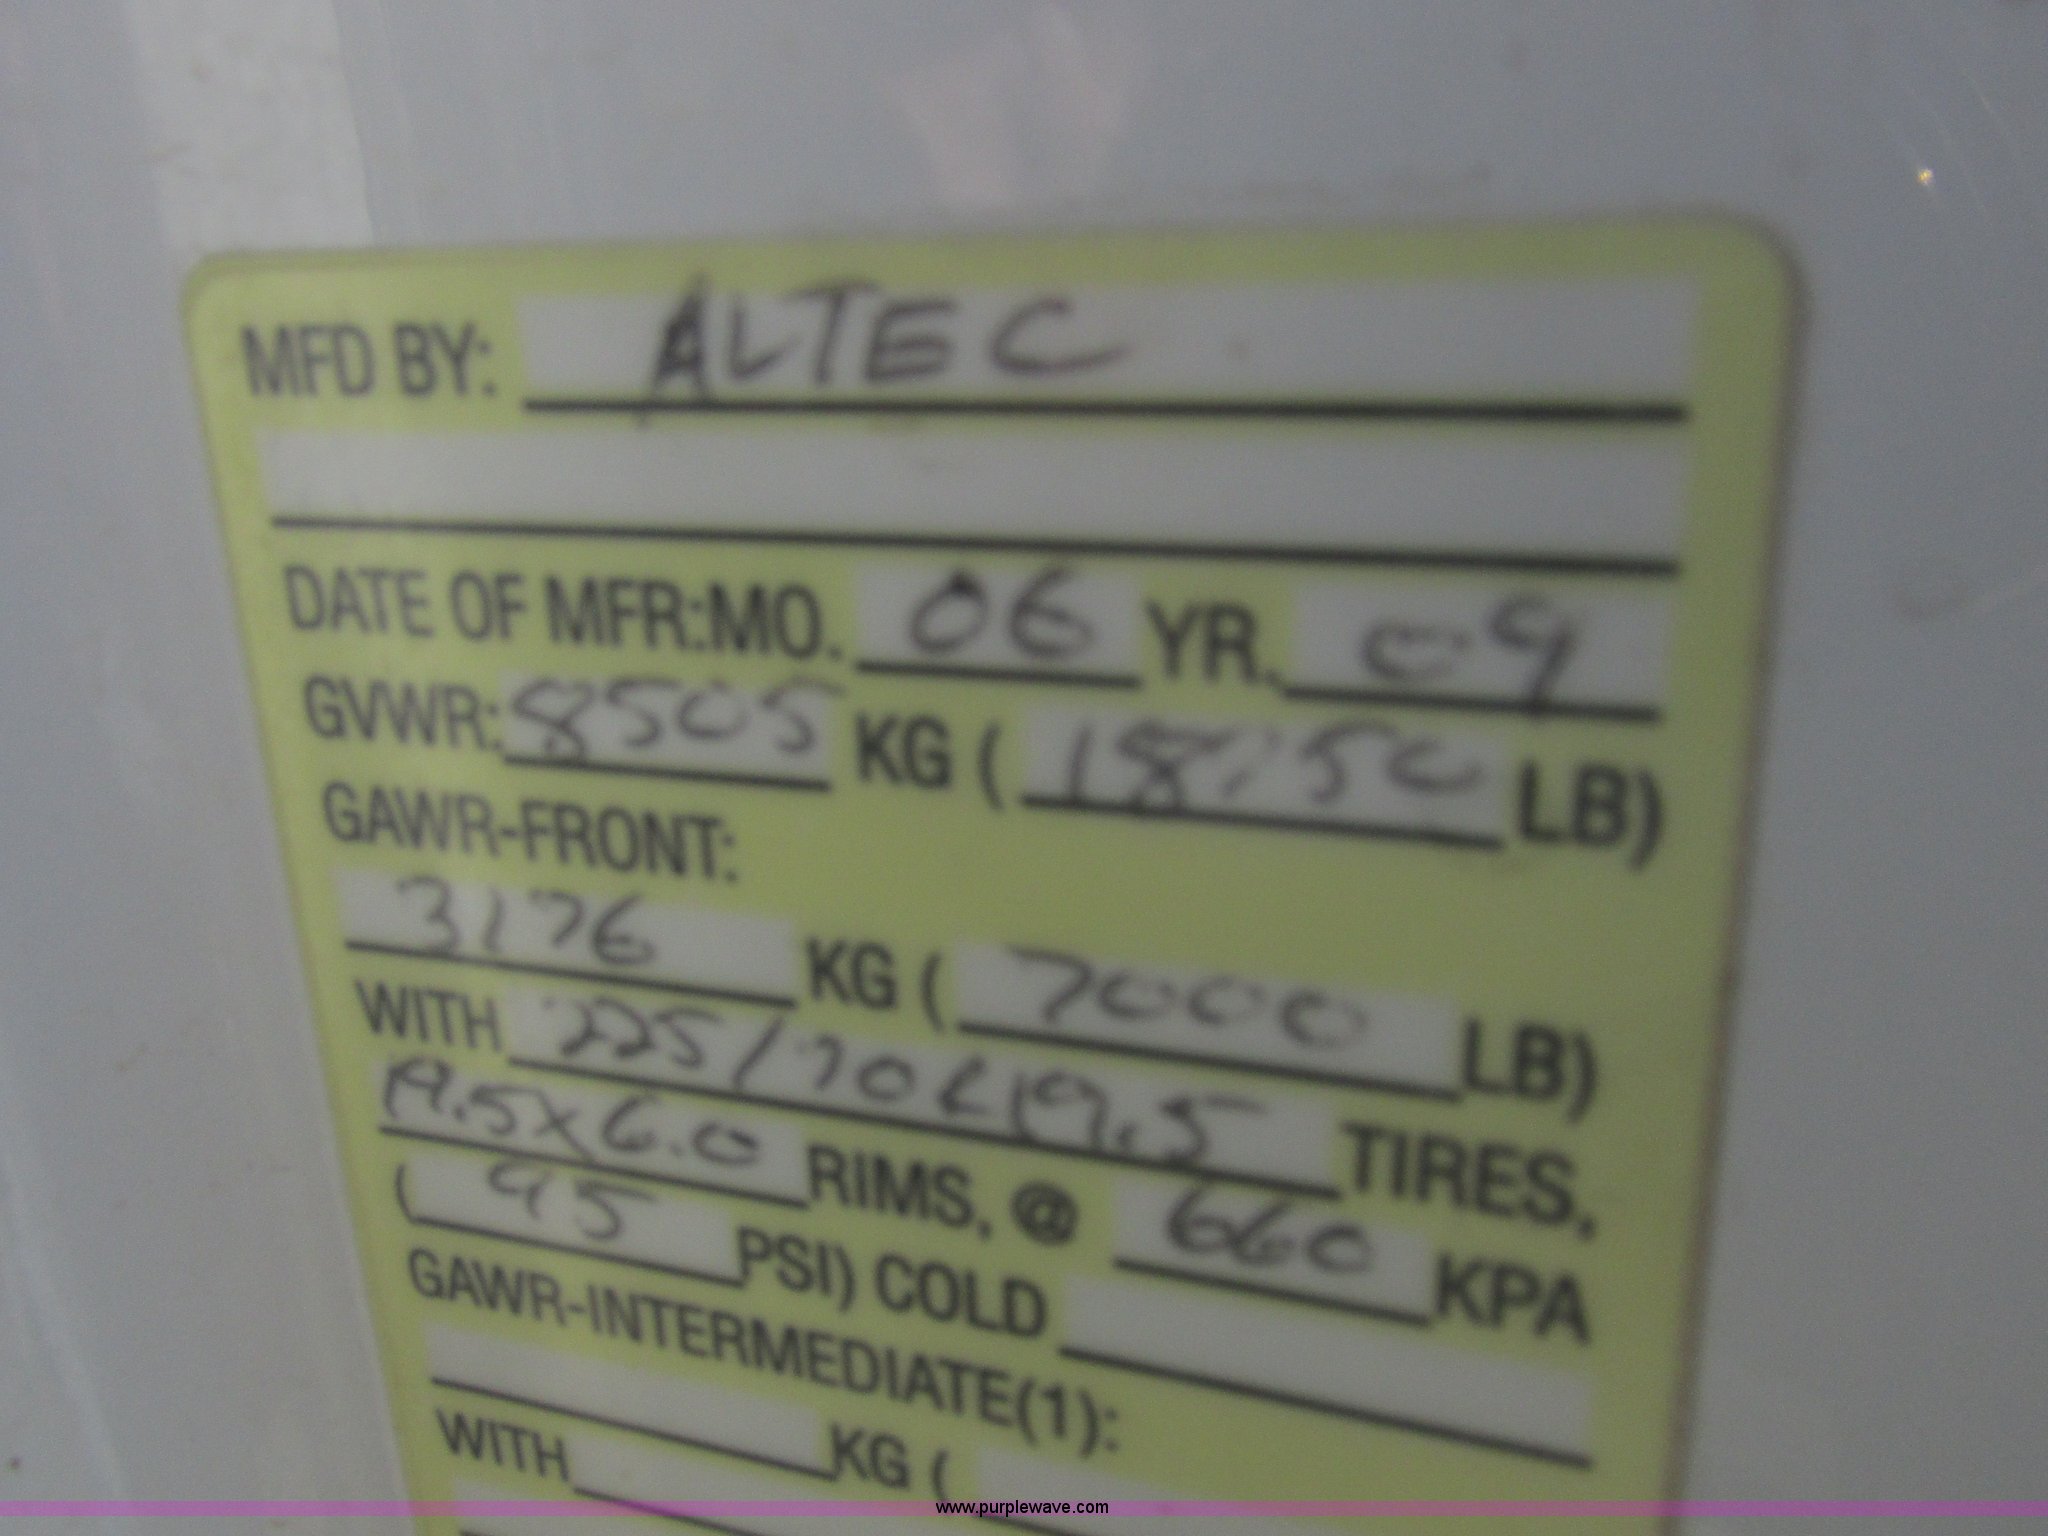 MFD BY: ALTEC
DATE OF MFR:MO. 06 YR. 09
GVWR: 8505 KG ( 18750 LB)
GAWR-FRONT:
3176 KG ( 7000 LB)
WITH 225/70R19.5 TIRES,
19.5x6.0 RIMS, @ 660 KPA
( 95 PSI) COLD
GAWR-INTERMEDIATE(1):
KG (
WITH
www.purplewave.com